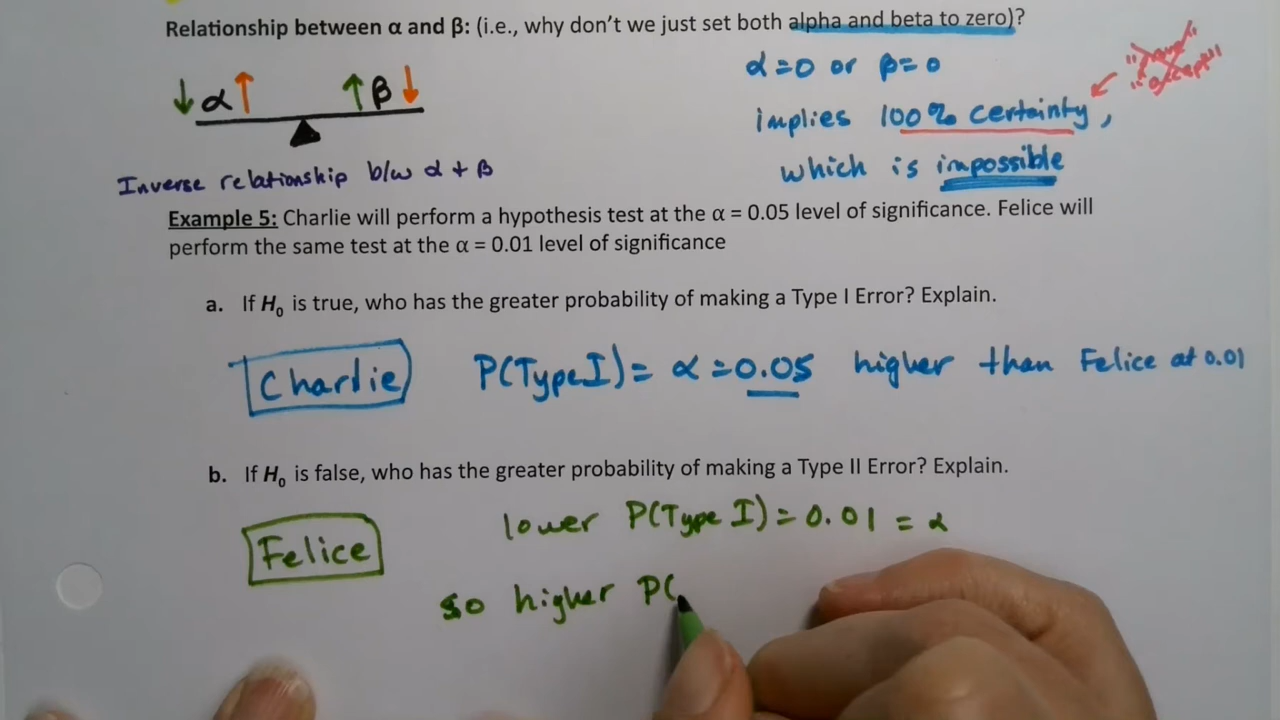 Relationship between α and β: (i.e., why don't we just set both alpha and beta to zero)?
↓α↑ ↑β↓
α=0 or β=0
implies 100% certainty,
which is impossible
"accept"
Inverse relationship b/w α + β
Example 5: Charlie will perform a hypothesis test at the α = 0.05 level of significance. Felice will
perform the same test at the α = 0.01 level of significance
a. If H₀ is true, who has the greater probability of making a Type I Error? Explain.
Charlie P(Type I) = α = 0.05 higher than Felice at 0.01
b. If H₀ is false, who has the greater probability of making a Type II Error? Explain.
Felice lower P(Type I) = 0.01 = α
so higher P(